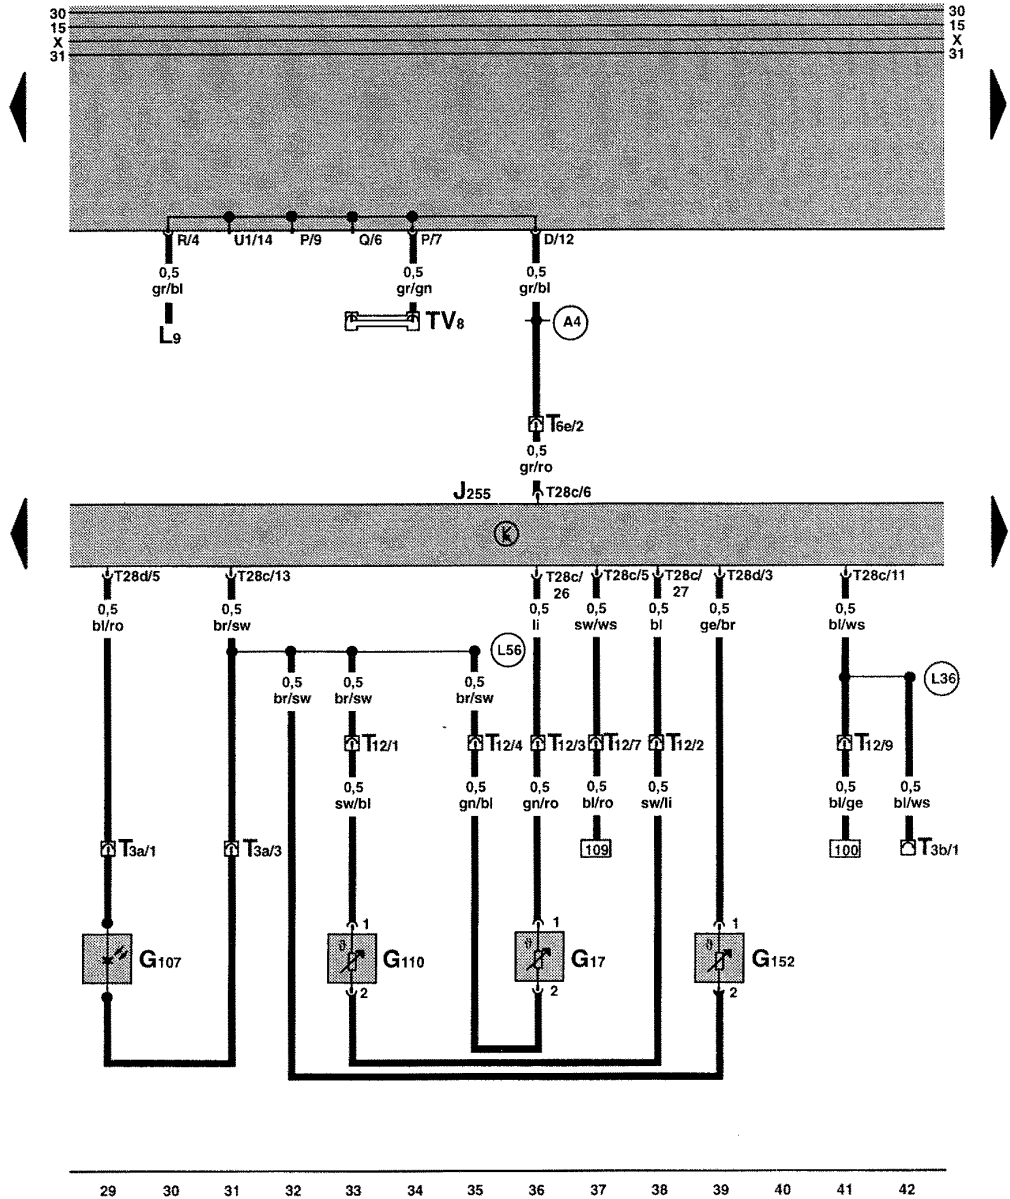 30 30
15 15
X X
31 31
R/4 U1/14 P/9 Q/6 P/7 D/12
0,5 0,5 0,5
gr/bl gr/gn gr/bl
L9 TV8 A4
T6e/2
0,5
gr/ro
J255 T28c/6
K
T28d/5 T28c/13 T28c/26 T28c/5 T28c/27 T28d/3 T28c/11
0,5 0,5 0,5 0,5 0,5 0,5 0,5
bl/ro br/sw li sw/ws bl ge/br bl/ws
L56
L36
0,5 0,5 0,5
br/sw br/sw br/sw
T12/1 T12/4 T12/3 T12/7 T12/2 T12/9
0,5 0,5 0,5 0,5 0,5 0,5 0,5
sw/bl gn/bl gn/ro bl/ro sw/li bl/ge bl/ws
T3a/1 T3a/3 109 100 T3b/1
1 1 1
ϑ ϑ ϑ
G107 G110 G17 G152
2 2 2
29 30 31 32 33 34 35 36 37 38 39 40 41 42